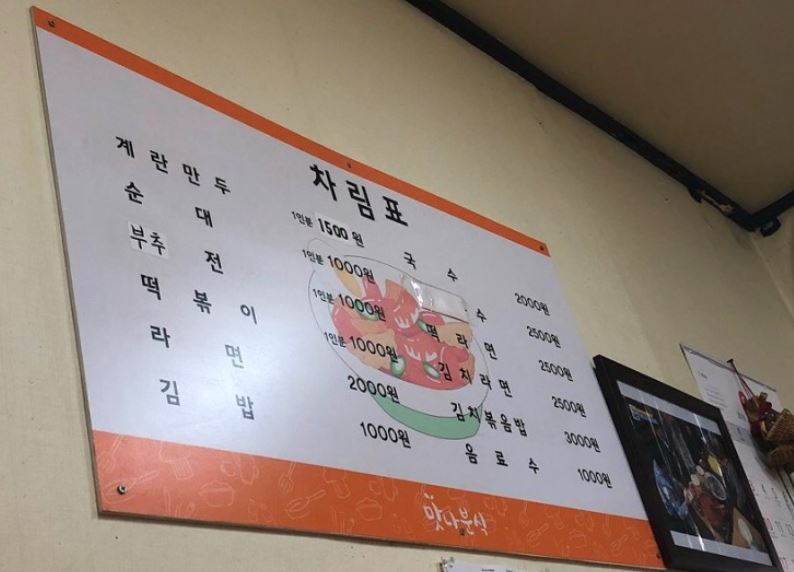 차림표
계란만두 1인분 1500원
순대 1인분 1000원
부추전 1인분 1000원
떡볶이 1인분 1000원
라면 2000원
김밥 1000원
국수 2000원
수 2500원
떡라면 2500원
김치라면 2500원
김치볶음밥 3000원
음료수 1000원
맛나분식